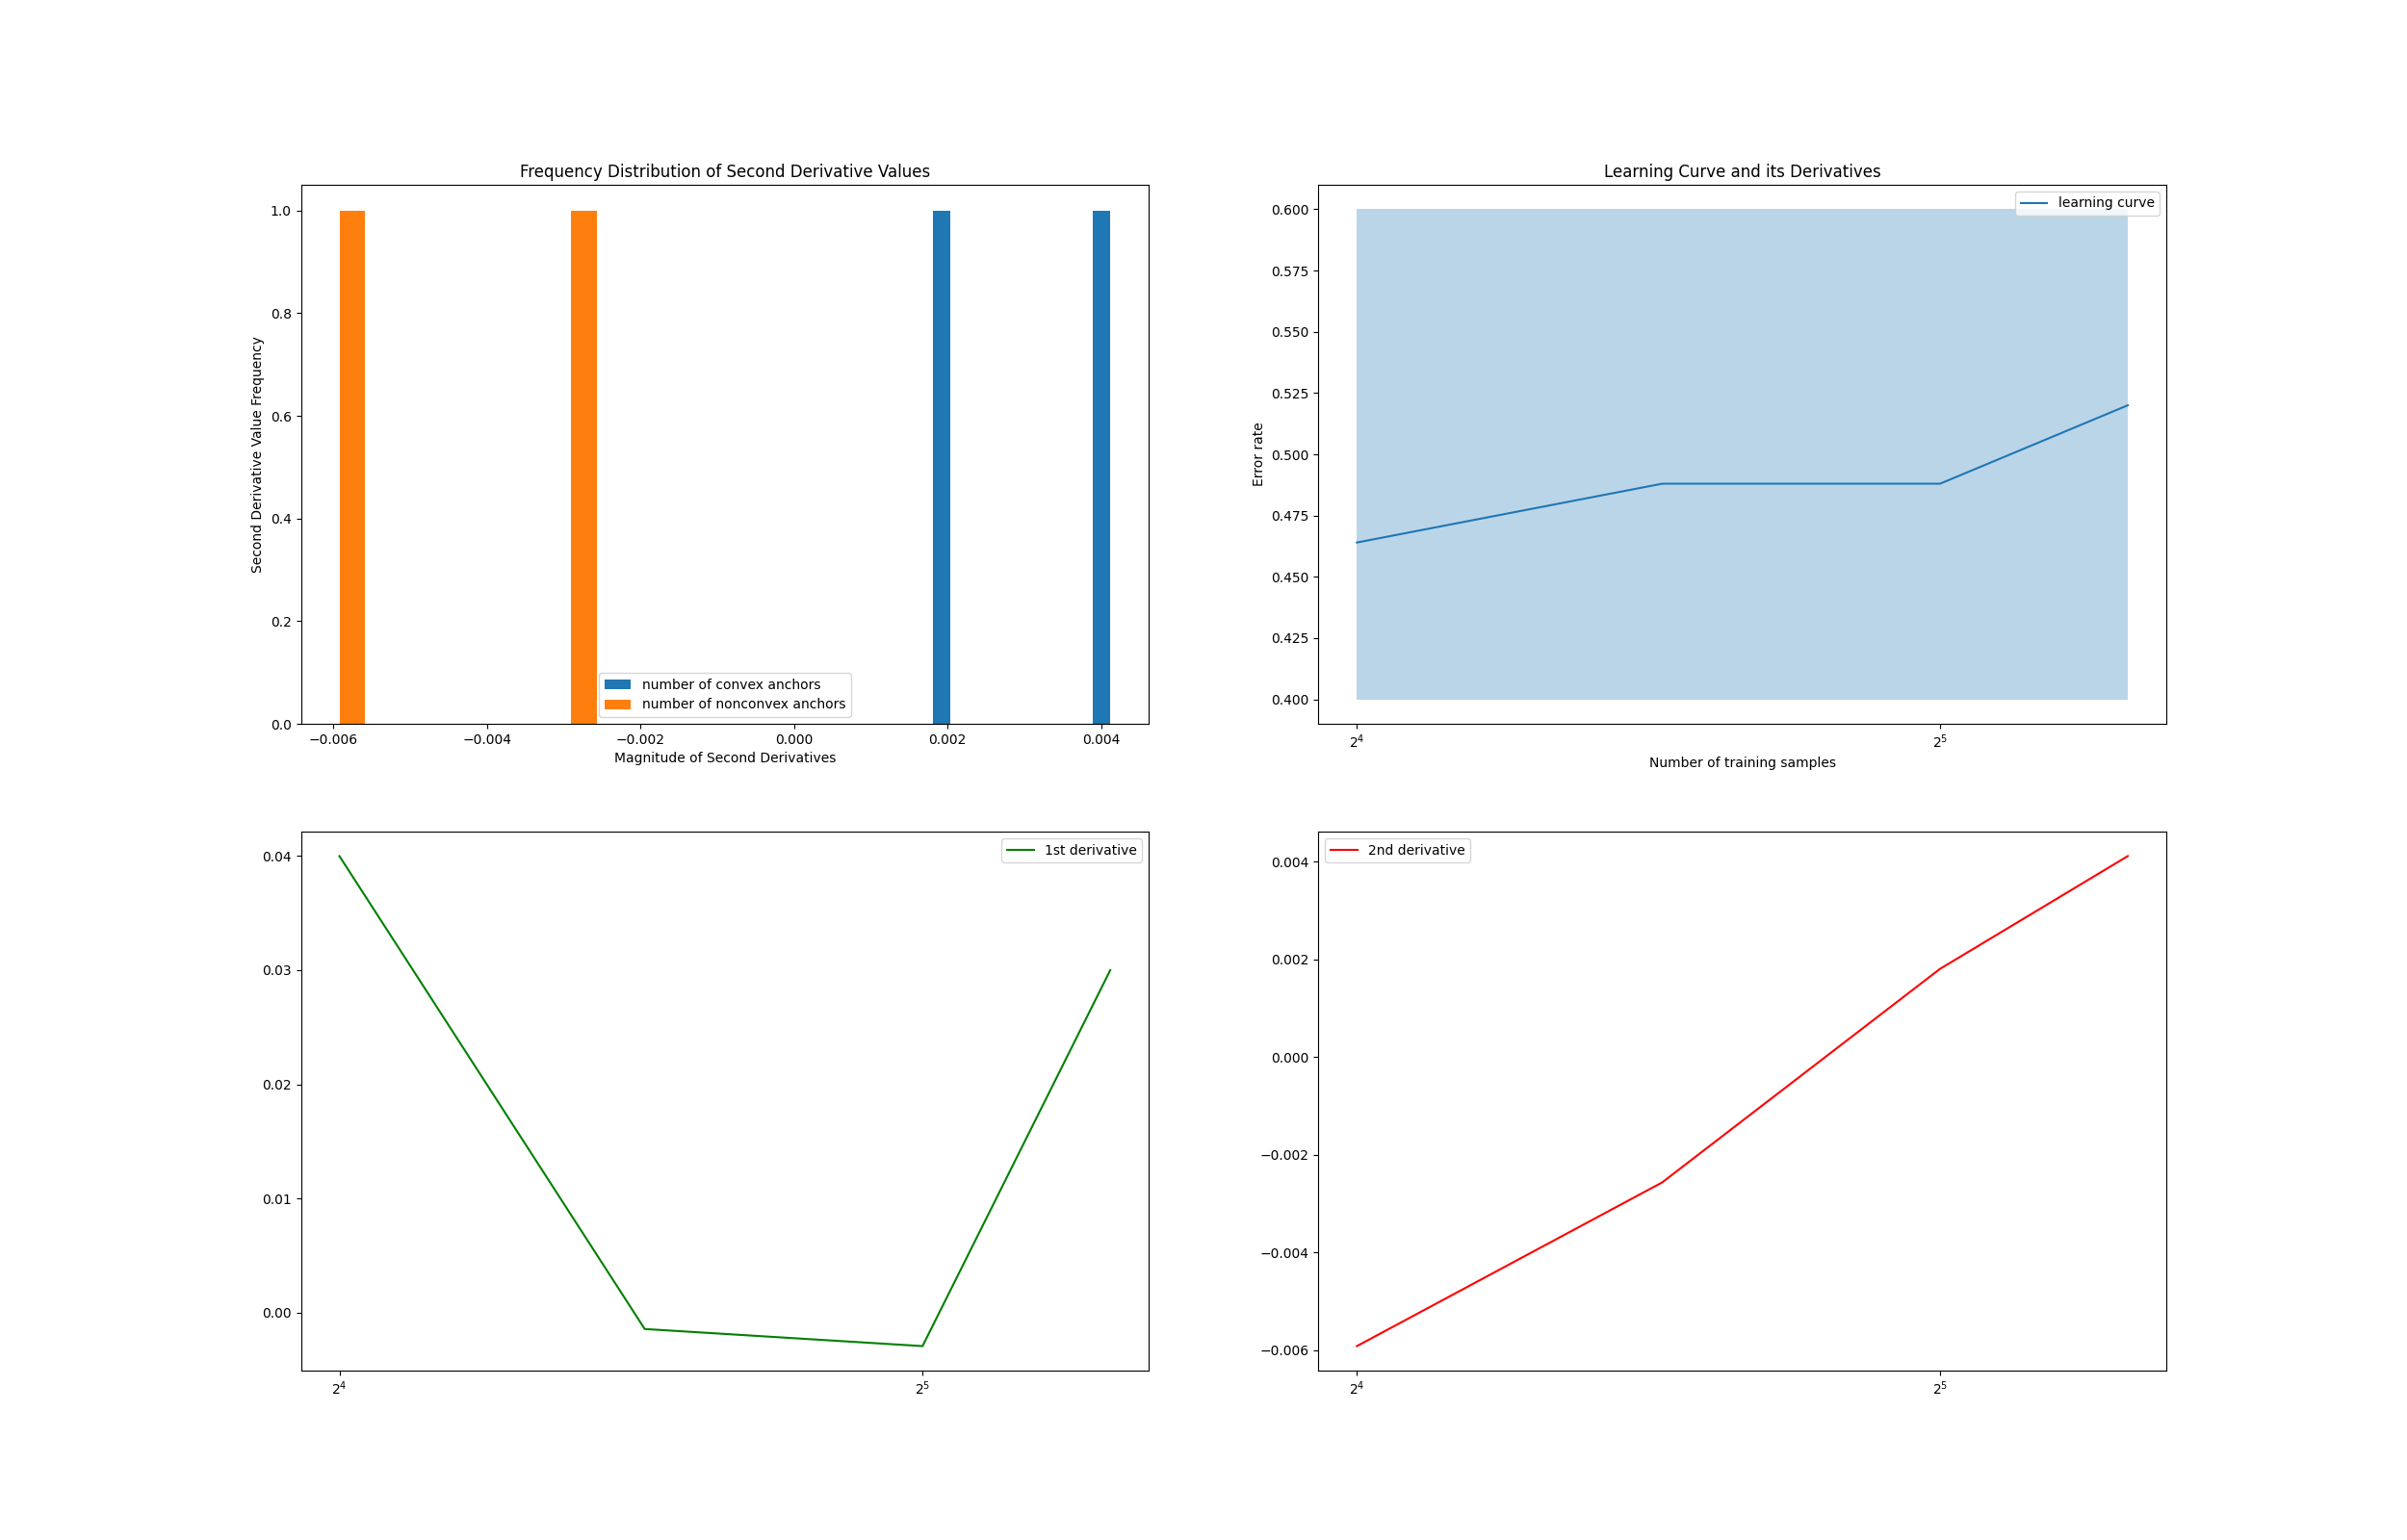 Frequency Distribution of Second Derivative Values
1.0
0.8
0.6
0.4
0.2
0.0
Second Derivative Value Frequency
number of convex anchors
number of nonconvex anchors
−0.006 −0.004 −0.002 0.000 0.002 0.004
Magnitude of Second Derivatives
Learning Curve and its Derivatives
learning curve
0.600
0.575
0.550
0.525
0.500
0.475
0.450
0.425
0.400
Error rate
2⁴ 2⁵
Number of training samples
1st derivative
0.04
0.03
0.02
0.01
0.00
2⁴ 2⁵
2nd derivative
0.004
0.002
0.000
−0.002
−0.004
−0.006
2⁴ 2⁵